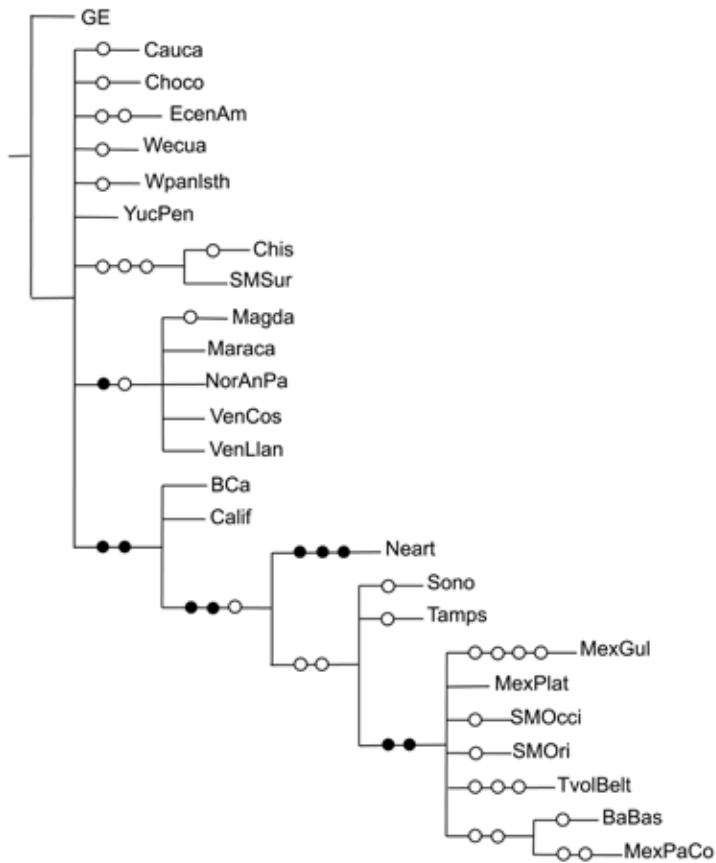 GE
Cauca
Choco
EcenAm
Wecua
WpanIsth
YucPen
Chis
SMSur
Magda
Maraca
NorAnPa
VenCos
VenLlan
BCa
Calif
Neart
Sono
Tamps
MexGul
MexPlat
SMOcci
SMOri
TvolBelt
BaBas
MexPaCo